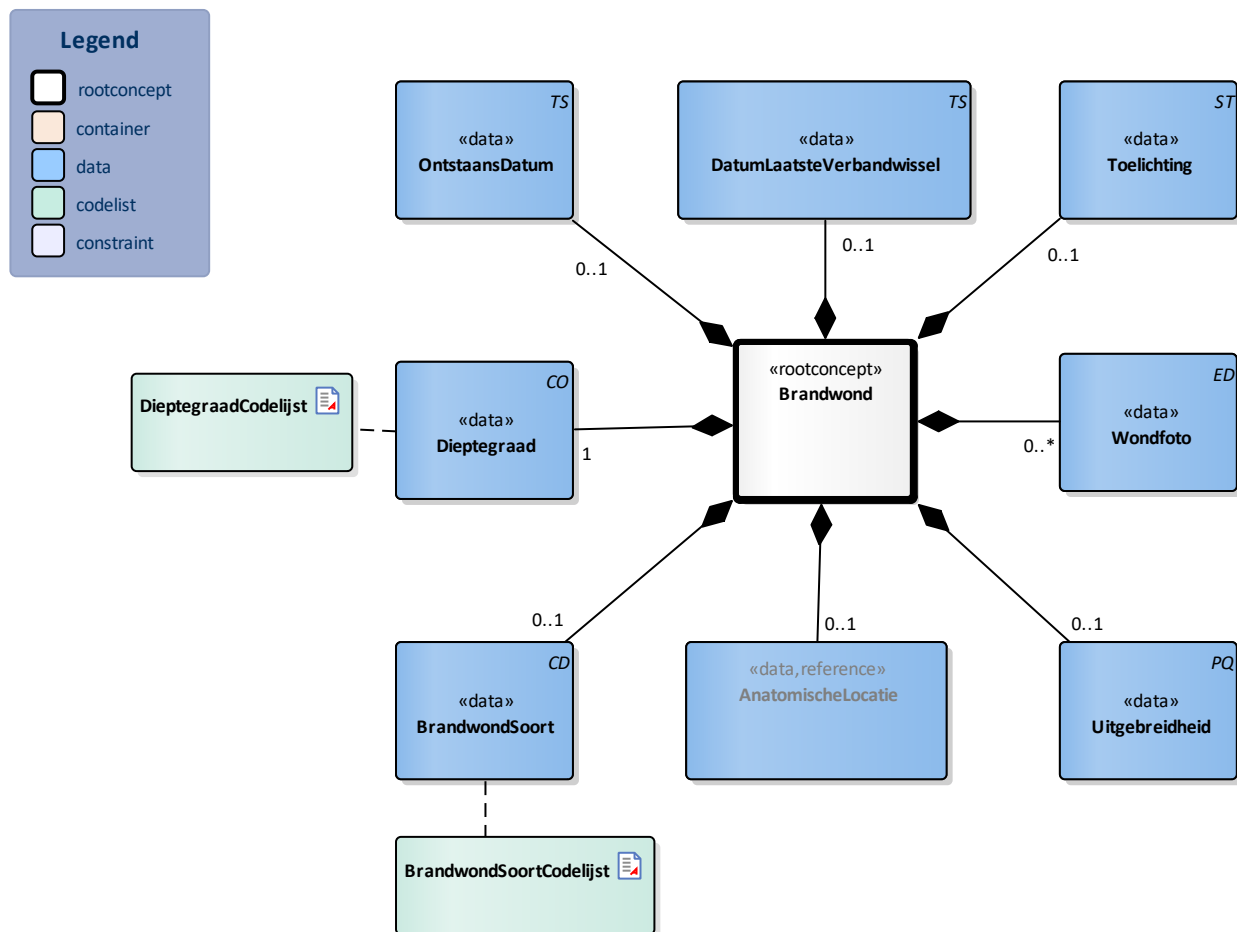 Legend
rootconcept
container
data
codelist
constraint
TS
«data»
OntstaansDatum
TS
«data»
DatumLaatsteVerbandwissel
ST
«data»
Toelichting
0..1
0..1
0..1
«rootconcept»
Brandwond
DieptegraadCodelijst
CO
«data»
Dieptegraad
1
ED
«data»
Wondfoto
0..*
0..1
0..1
0..1
CD
«data»
BrandwondSoort
«data,reference»
AnatomischeLocatie
PQ
«data»
Uitgebreidheid
BrandwondSoortCodelijst